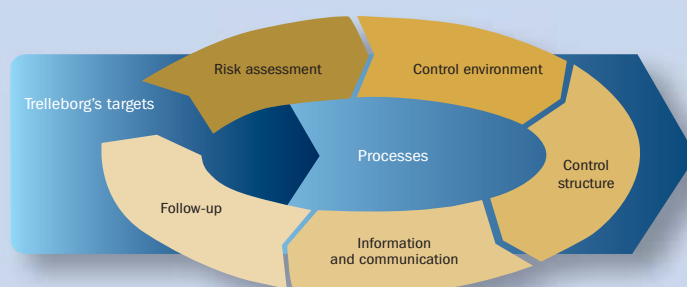 Risk assessment
Control environment
Trelleborg's targets
Processes
Control
structure
Follow-up
Information
and communication